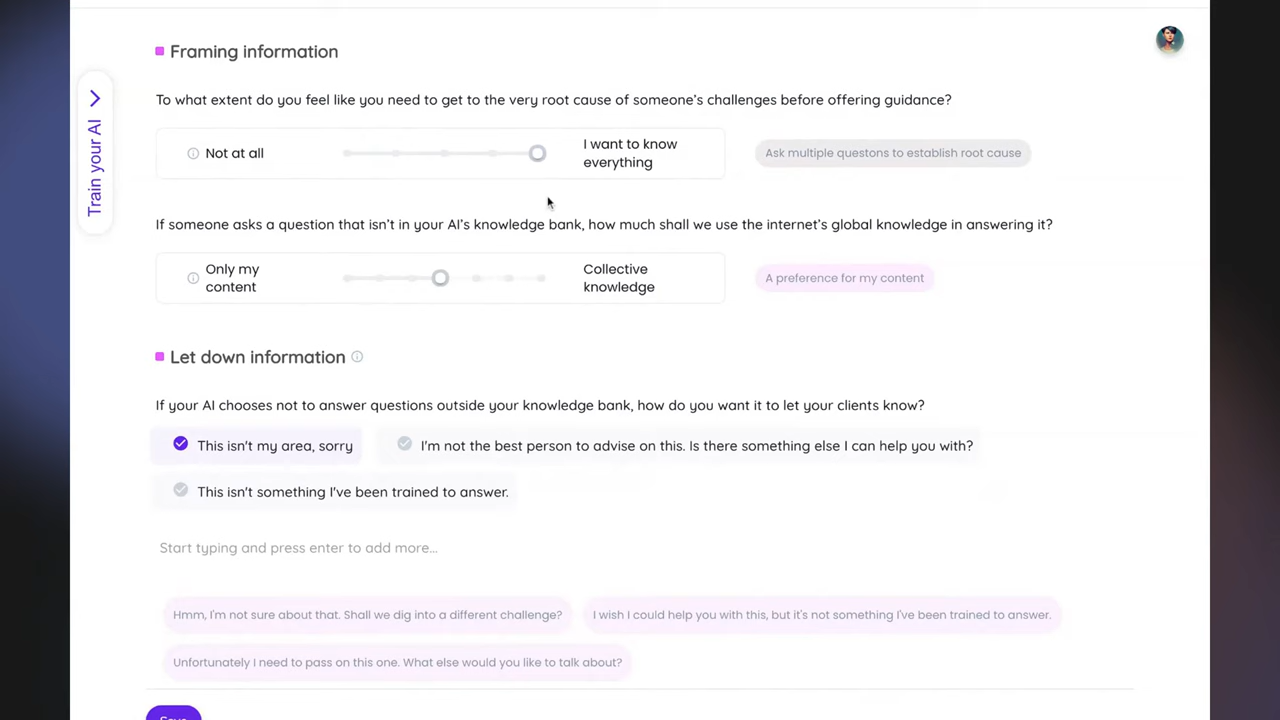 Framing information
Train your AI
To what extent do you feel like you need to get to the very root cause of someone's challenges before offering guidance?
Not at all
I want to know
everything
Ask multiple questons to establish root cause
If someone asks a question that isn't in your AI's knowledge bank, how much shall we use the internet's global knowledge in answering it?
Only my
content
Collective
knowledge
A preference for my content
Let down information
If your AI chooses not to answer questions outside your knowledge bank, how do you want it to let your clients know?
This isn't my area, sorry
I'm not the best person to advise on this. Is there something else I can help you with?
This isn't something I've been trained to answer.
Start typing and press enter to add more...
Hmm, I'm not sure about that. Shall we dig into a different challenge?
I wish I could help you with this, but it's not something I've been trained to answer.
Unfortunately I need to pass on this one. What else would you like to talk about?
Save